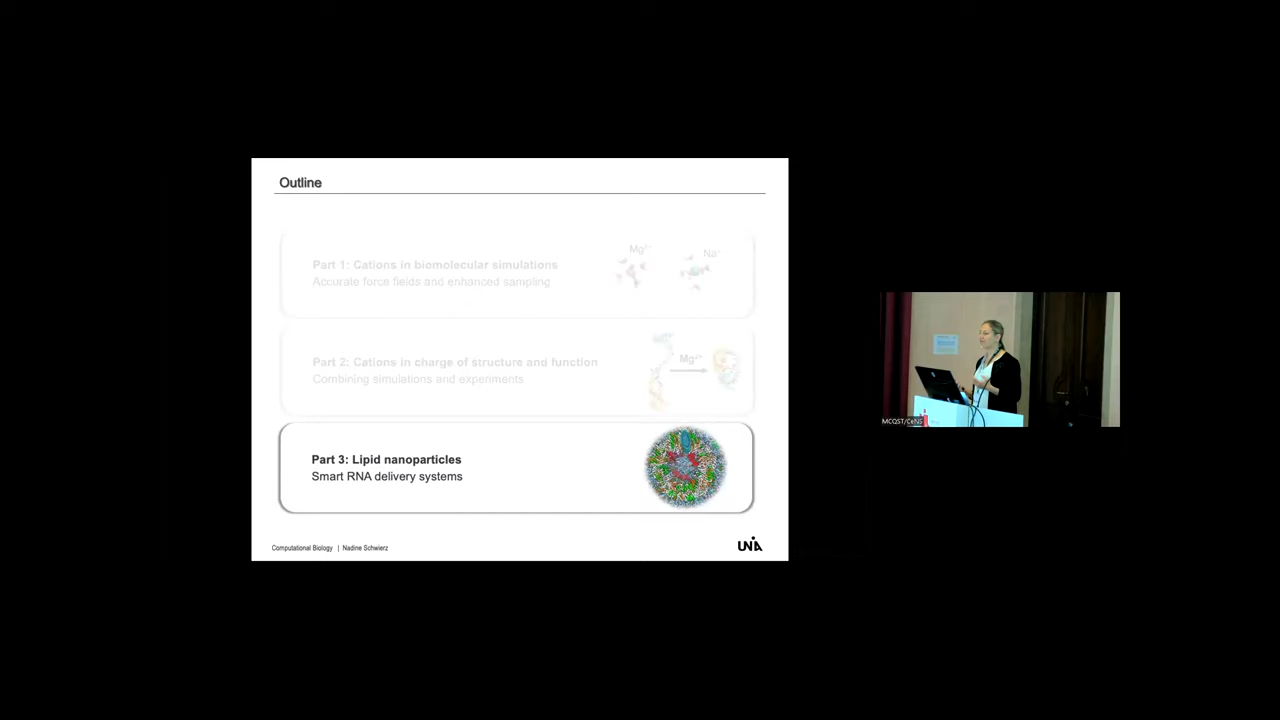 Outline
Part 1: Cations in biomolecular simulations
Accurate force fields and enhanced sampling
Mg²⁺
Na⁺
Part 2: Cations in charge of structure and function
Combining simulations and experiments
Mg²⁺
Part 3: Lipid nanoparticles
Smart RNA delivery systems
Computational Biology | Nadine Schwierz
UNIA
MCQST/CeNS